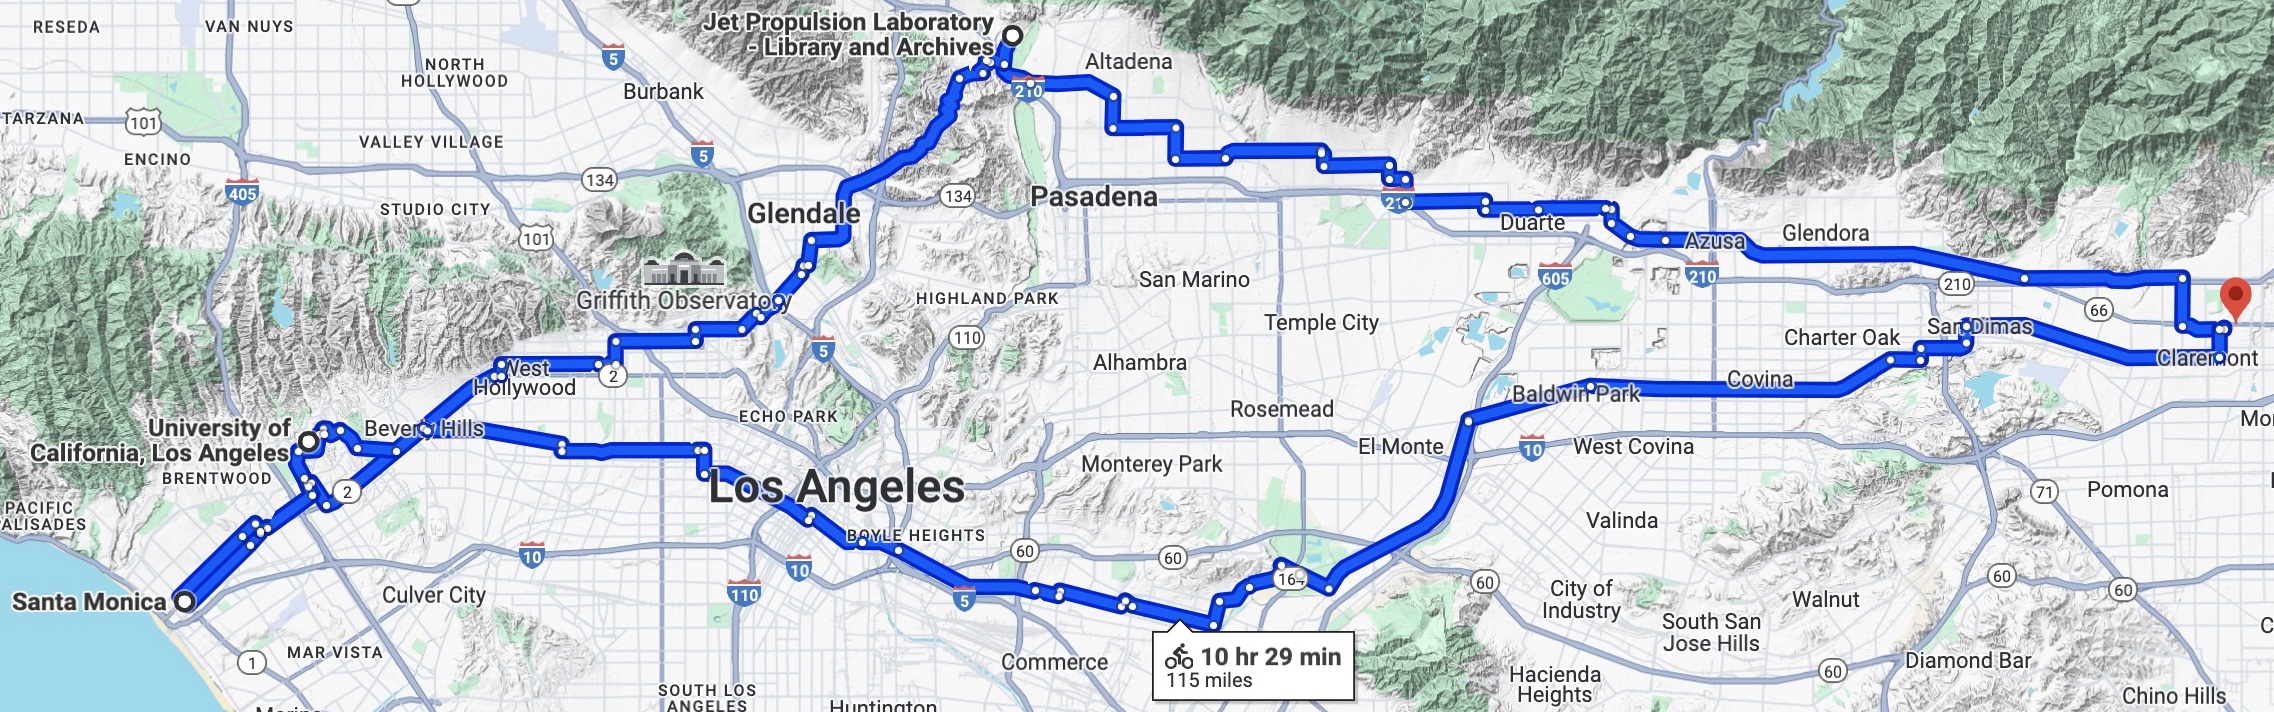 RESEDA
VAN NUYS
Jet Propulsion Laboratory
- Library and Archives
Altadena
5
NORTH
HOLLYWOOD
Burbank
210
TARZANA
101
VALLEY VILLAGE
5
ENCINO
405
134
134
Pasadena
STUDIO CITY
Glendale
101
Duarte
Azusa
Glendora
San Marino
605
210
210
Griffith Observatory
HIGHLAND PARK
66
Temple City
110
Charter Oak
San Dimas
5
Alhambra
Claremont
West
Hollywood
2
Baldwin Park
Covina
Rosemead
ECHO PARK
University of
California, Los Angeles
Beverly Hills
El Monte
10
West Covina
Monterey Park
BRENTWOOD
2
Los Angeles
71
Pomona
PACIFIC
ALISADES
BOYLE HEIGHTS
Valinda
10
60
60
10
164
60
60
60
Santa Monica
Culver City
110
5
City of
Industry
Walnut
South San
Jose Hills
MAR VISTA
1
Commerce
10 hr 29 min
115 miles
Hacienda
Heights
60
Diamond Bar
SOUTH LOS
ANGELES
Huntington
Chino Hills